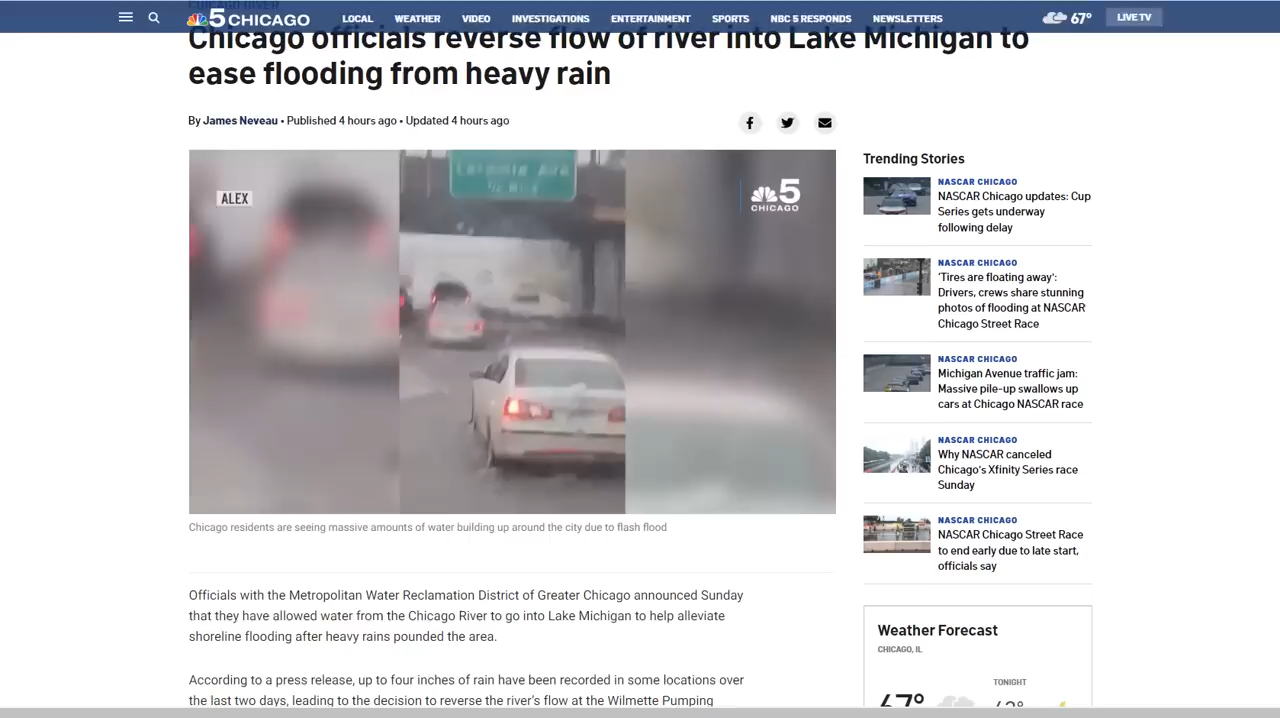 5 CHICAGO
LOCAL
WEATHER
VIDEO
INVESTIGATIONS
ENTERTAINMENT
SPORTS
NBC 5 RESPONDS
NEWSLETTERS
67°
LIVE TV
Chicago officials reverse flow of river into Lake Michigan to
ease flooding from heavy rain
By James Neveau • Published 4 hours ago • Updated 4 hours ago
ALEX
5
CHICAGO
Chicago residents are seeing massive amounts of water building up around the city due to flash flood
Officials with the Metropolitan Water Reclamation District of Greater Chicago announced Sunday
that they have allowed water from the Chicago River to go into Lake Michigan to help alleviate
shoreline flooding after heavy rains pounded the area.
According to a press release, up to four inches of rain have been recorded in some locations over
the last two days, leading to the decision to reverse the river's flow at the Wilmette Pumping
Trending Stories
NASCAR CHICAGO
NASCAR Chicago updates: Cup
Series gets underway
following delay
NASCAR CHICAGO
'Tires are floating away':
Drivers, crews share stunning
photos of flooding at NASCAR
Chicago Street Race
NASCAR CHICAGO
Michigan Avenue traffic jam:
Massive pile-up swallows up
cars at Chicago NASCAR race
NASCAR CHICAGO
Why NASCAR canceled
Chicago's Xfinity Series race
Sunday
NASCAR CHICAGO
NASCAR Chicago Street Race
to end early due to late start,
officials say
Weather Forecast
CHICAGO, IL
TONIGHT
67°